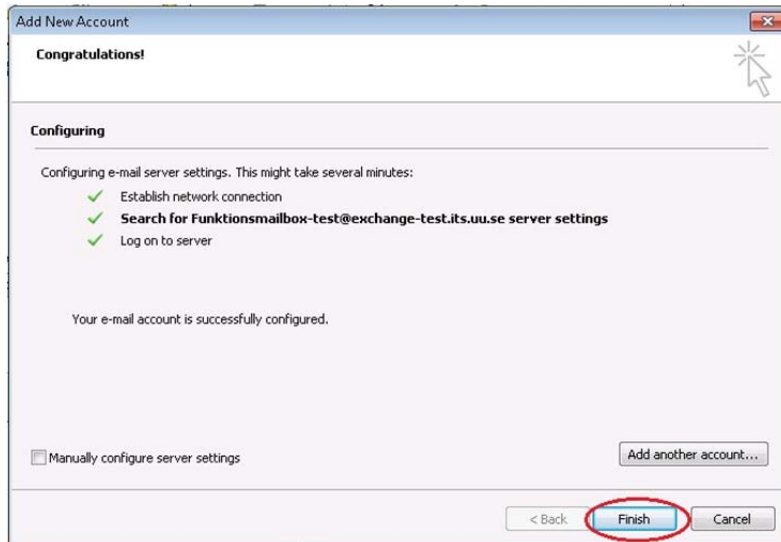 Add New Account
Congratulations!
Configuring
Configuring e-mail server settings. This might take several minutes:
Establish network connection
Search for Funktionsmailbox-test@exchange-test.its.uu.se server settings
Log on to server
Your e-mail account is successfully configured.
Manually configure server settings
Add another account...
< Back
Finish
Cancel